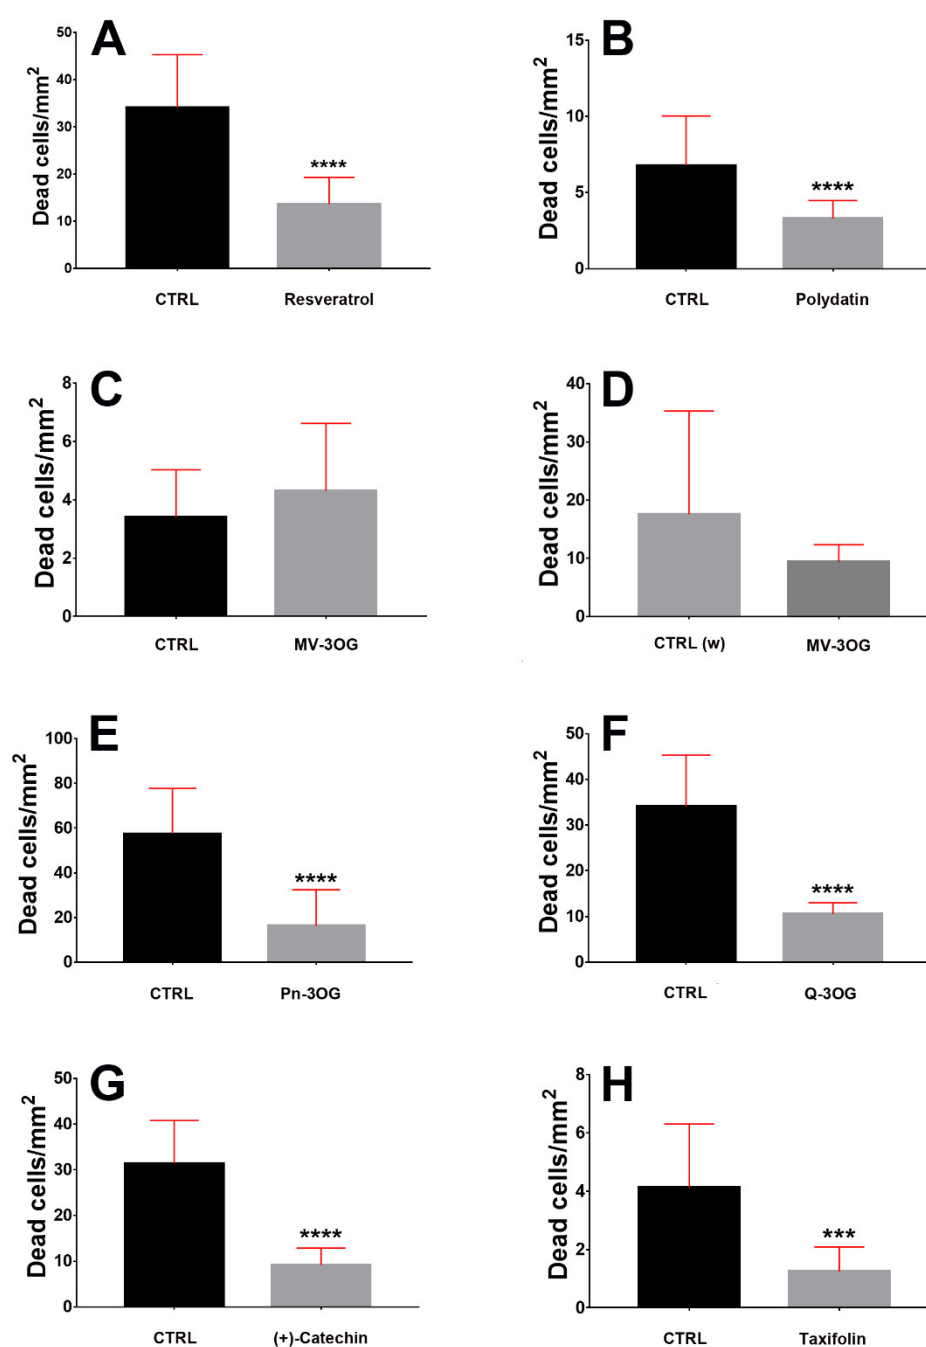 A
Dead cells/mm²
50
40
30
20
10
0
****
CTRL Resveratrol
B
Dead cells/mm²
15
10
5
0
****
CTRL Polydatin
C
Dead cells/mm²
8
6
4
2
0
CTRL MV-3OG
D
Dead cells/mm²
40
30
20
10
0
CTRL (w) MV-3OG
E
Dead cells/mm²
100
80
60
40
20
0
****
CTRL Pn-3OG
F
Dead cells/mm²
50
40
30
20
10
0
****
CTRL Q-3OG
G
Dead cells/mm²
50
40
30
20
10
0
****
CTRL (+)-Catechin
H
Dead cells/mm²
8
6
4
2
0
***
CTRL Taxifolin